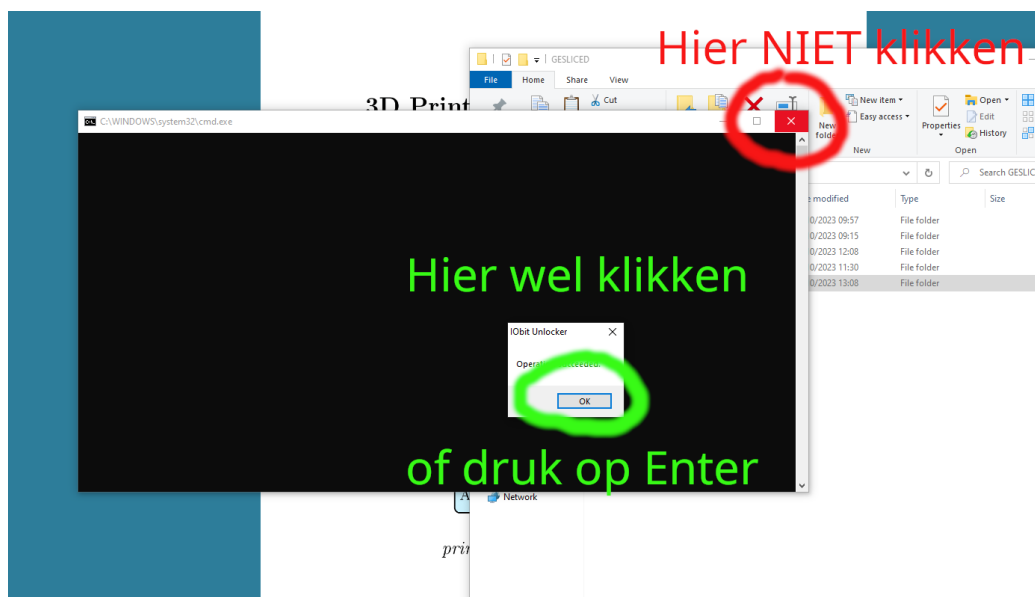 Hier NIET klikken
GESLICED
File Home Share View
3D Print
Cut
New item
Easy access
New folder
Properties
Open
Edit
History
New
Open
C:\WINDOWS\system32\cmd.exe
Search GESLIC
modified Type Size
0/2023 09:57 File folder
0/2023 09:15 File folder
0/2023 12:08 File folder
0/2023 11:30 File folder
0/2023 13:08 File folder
Hier wel klikken
IObit Unlocker
OK
of druk op Enter
A
Network
prin